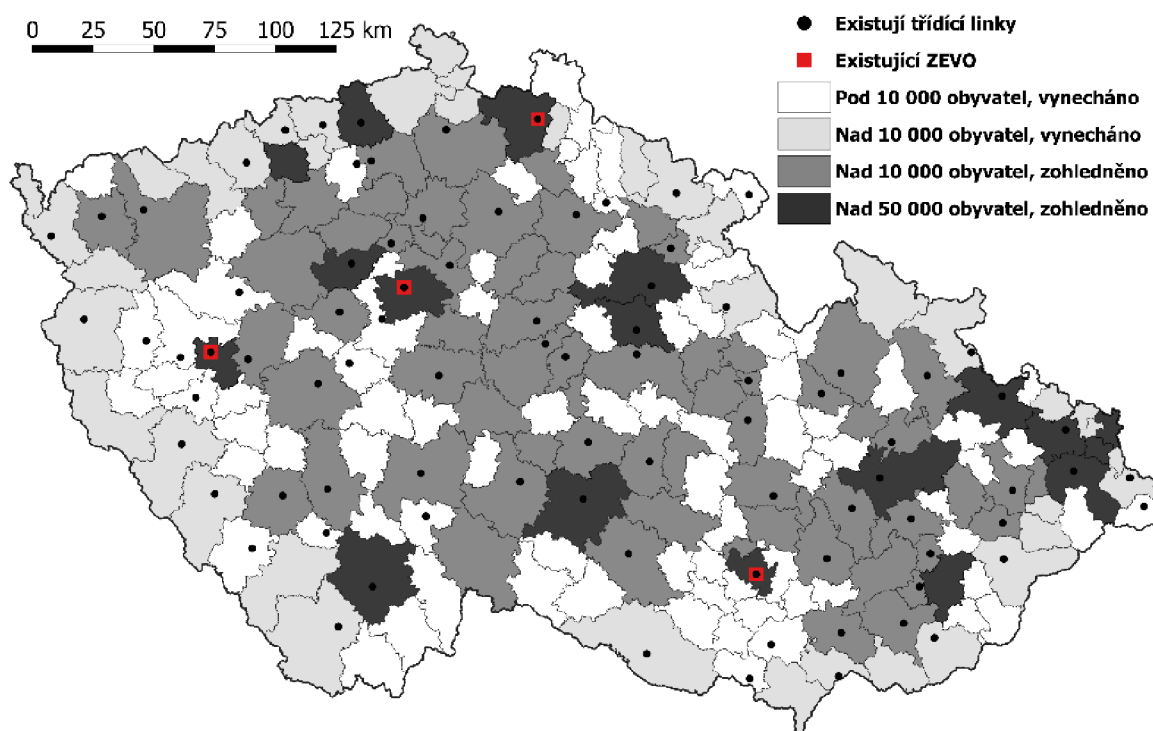 0 25 50 75 100 125 km
Existují třídící linky
Existující ZEVO
Pod 10 000 obyvatel, vynecháno
Nad 10 000 obyvatel, vynecháno
Nad 10 000 obyvatel, zohledněno
Nad 50 000 obyvatel, zohledněno